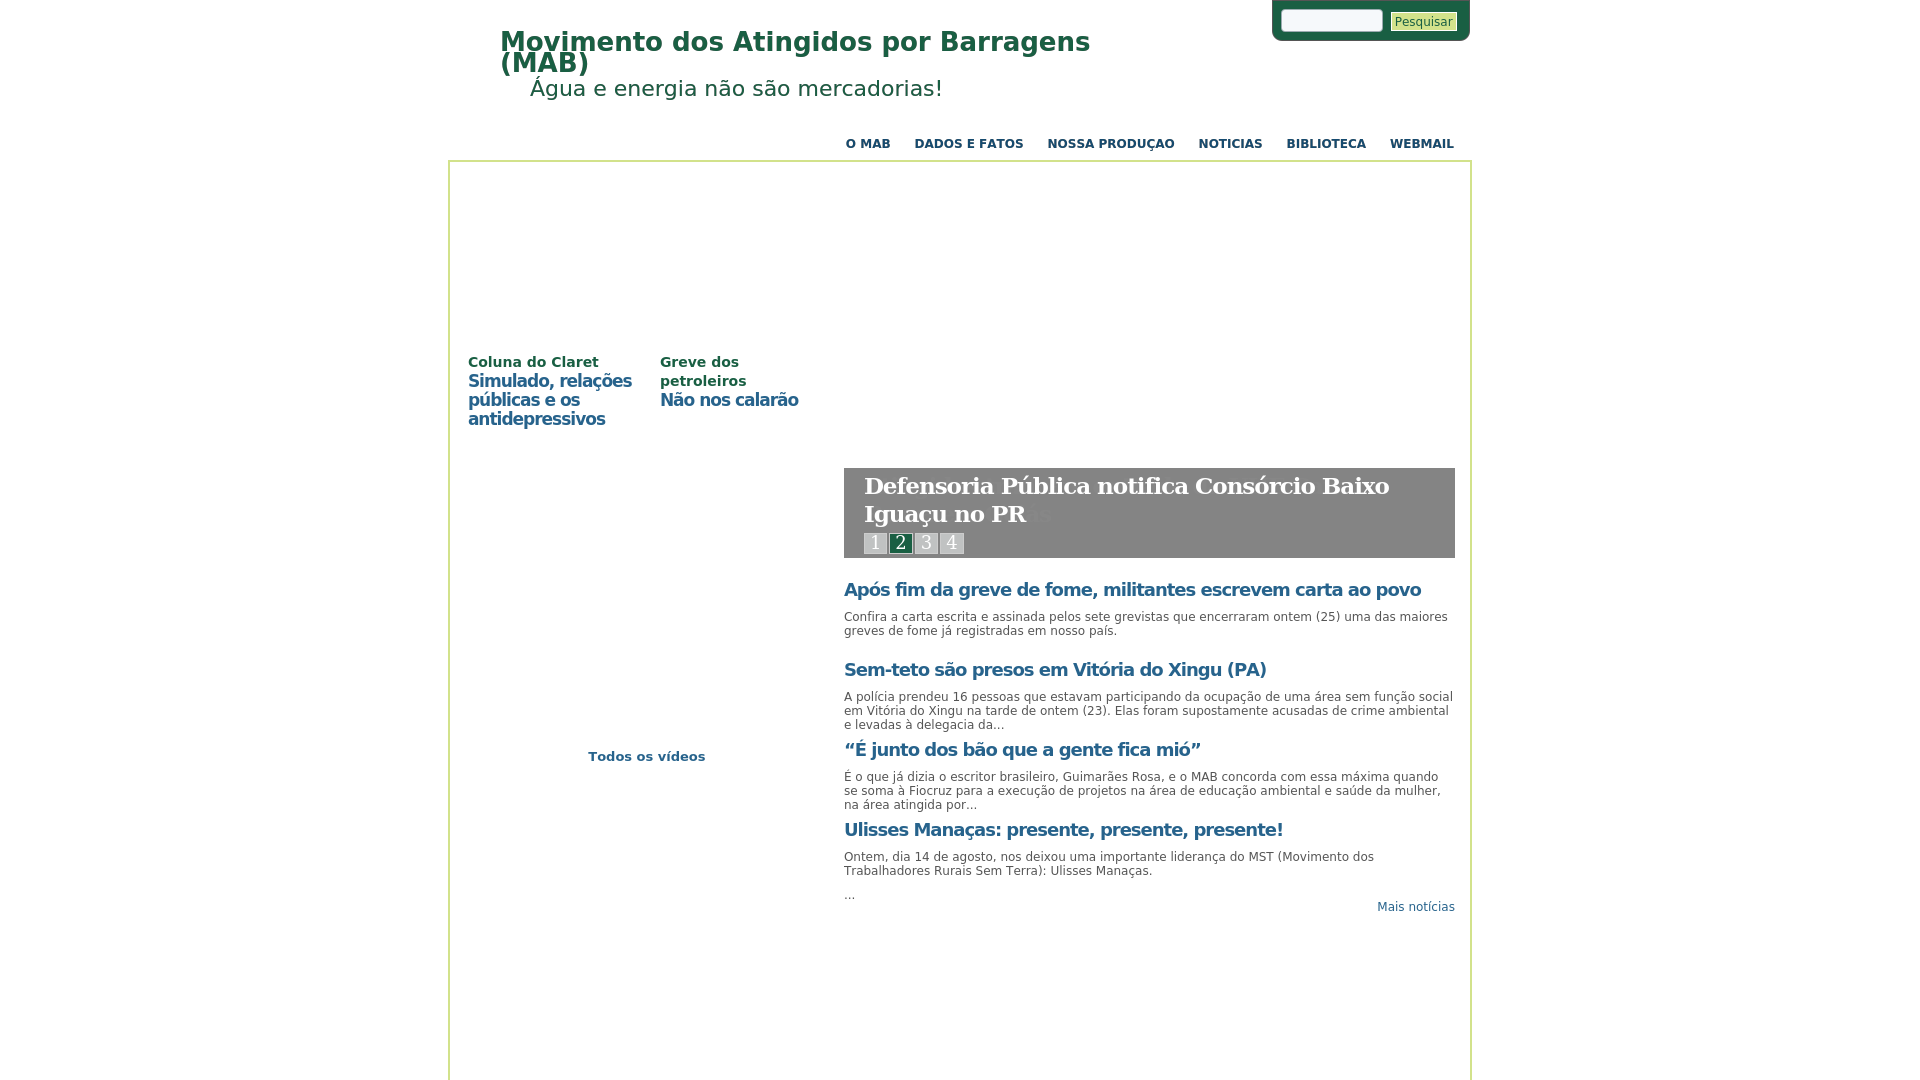 Pesquisar
Movimento dos Atingidos por Barragens
(MAB)
Água e energia não são mercadorias!
O MAB DADOS E FATOS NOSSA PRODUÇAO NOTICIAS BIBLIOTECA WEBMAIL
Coluna do Claret
Simulado, relações
públicas e os
antidepressivos
Greve dos
petroleiros
Não nos calarão
Todos os vídeos
Defensoria Pública notifica Consórcio Baixo
Iguaçu no PR
1 2 3 4
Após fim da greve de fome, militantes escrevem carta ao povo
Confira a carta escrita e assinada pelos sete grevistas que encerraram ontem (25) uma das maiores
greves de fome já registradas em nosso país.
Sem-teto são presos em Vitória do Xingu (PA)
A polícia prendeu 16 pessoas que estavam participando da ocupação de uma área sem função social
em Vitória do Xingu na tarde de ontem (23). Elas foram supostamente acusadas de crime ambiental
e levadas à delegacia da...
“É junto dos bão que a gente fica mió”
É o que já dizia o escritor brasileiro, Guimarães Rosa, e o MAB concorda com essa máxima quando
se soma à Fiocruz para a execução de projetos na área de educação ambiental e saúde da mulher,
na área atingida por...
Ulisses Manaças: presente, presente, presente!
Ontem, dia 14 de agosto, nos deixou uma importante liderança do MST (Movimento dos
Trabalhadores Rurais Sem Terra): Ulisses Manaças.
...
Mais notícias